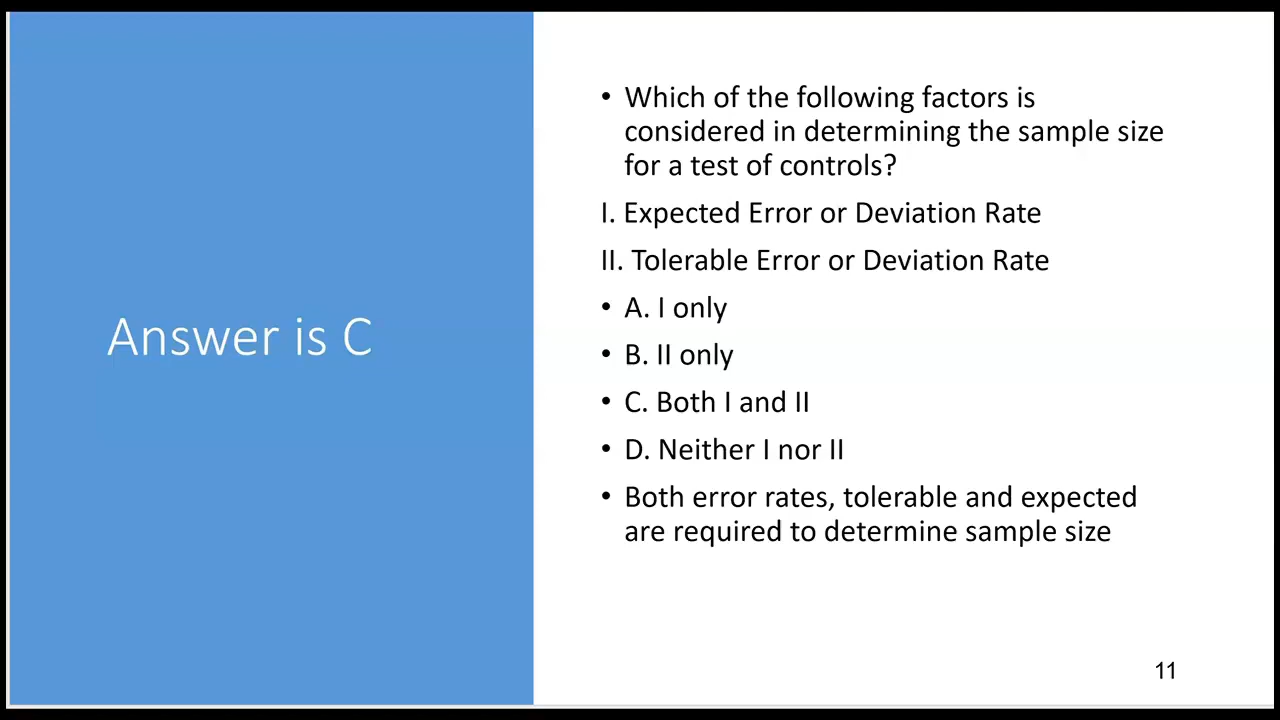 Answer is C
• Which of the following factors is
considered in determining the sample size
for a test of controls?
I. Expected Error or Deviation Rate
II. Tolerable Error or Deviation Rate
• A. I only
• B. II only
• C. Both I and II
• D. Neither I nor II
• Both error rates, tolerable and expected
are required to determine sample size
11